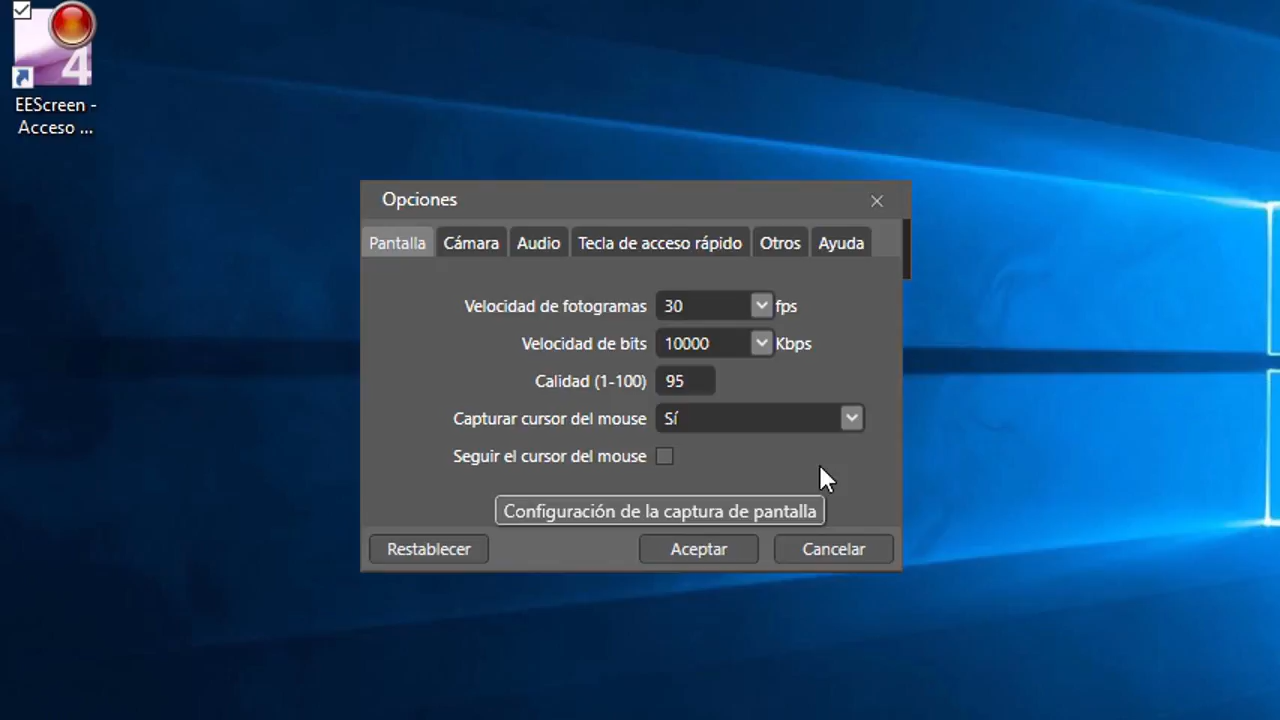 4
EEScreen -
Acceso ...
Opciones
Pantalla Cámara Audio Tecla de acceso rápido Otros Ayuda
Velocidad de fotogramas 30 fps
Velocidad de bits 10000 Kbps
Calidad (1-100) 95
Capturar cursor del mouse Sí
Seguir el cursor del mouse
Configuración de la captura de pantalla
Restablecer Aceptar Cancelar